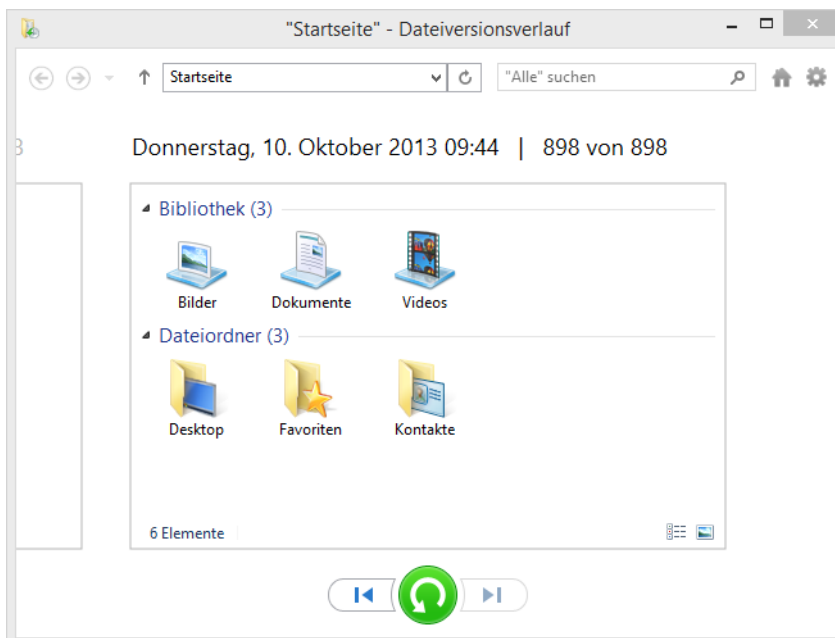 "Startseite" - Dateiversionsverlauf
Startseite "Alle" suchen
3 Donnerstag, 10. Oktober 2013 09:44 | 898 von 898
Bibliothek (3)
Bilder Dokumente Videos
Dateiordner (3)
Desktop Favoriten Kontakte
6 Elemente